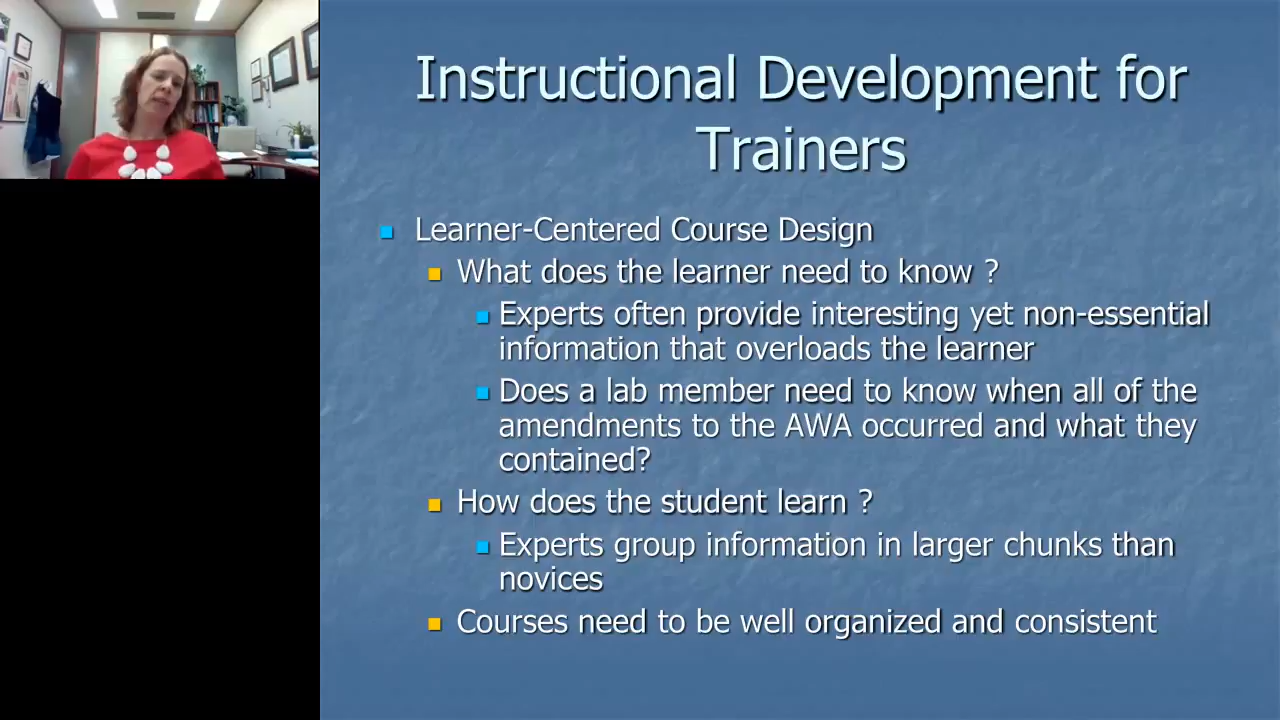 Instructional Development for
Trainers
Learner-Centered Course Design
What does the learner need to know ?
Experts often provide interesting yet non-essential
information that overloads the learner
Does a lab member need to know when all of the
amendments to the AWA occurred and what they
contained?
How does the student learn ?
Experts group information in larger chunks than
novices
Courses need to be well organized and consistent